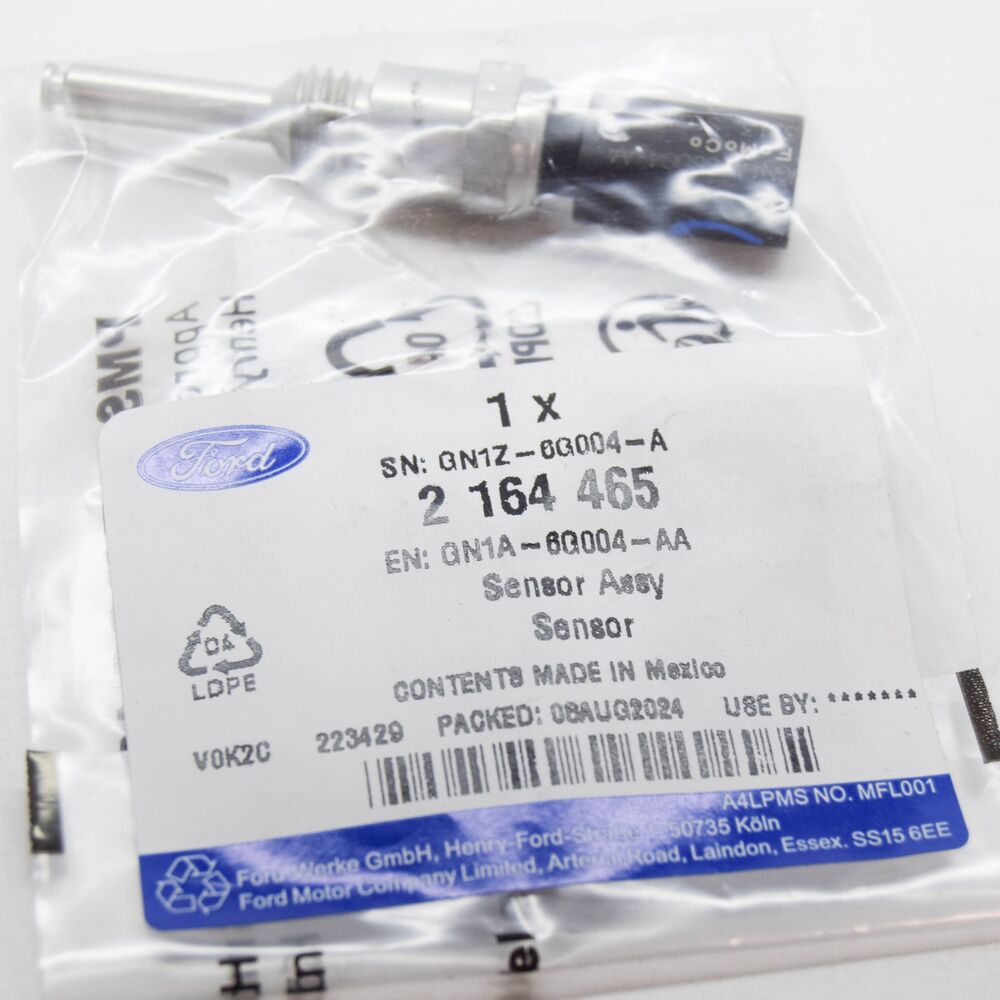 FoMoCo
1 x
Ford
SN: GN1Z-6G004-A
2 164 465
EN: GN1A-6G004-AA
Sensor Assy
Sensor
04
LDPE
CONTENTS MADE IN Mexico
V0K2C 223429 PACKED: 08AUG2024 USE BY: *******
A4LPMS NO. MFL001
Ford-Werke GmbH, Henry-Ford-Straße 1, 50735 Köln
Ford Motor Company Limited, Arterial Road, Laindon, Essex. SS15 6EE